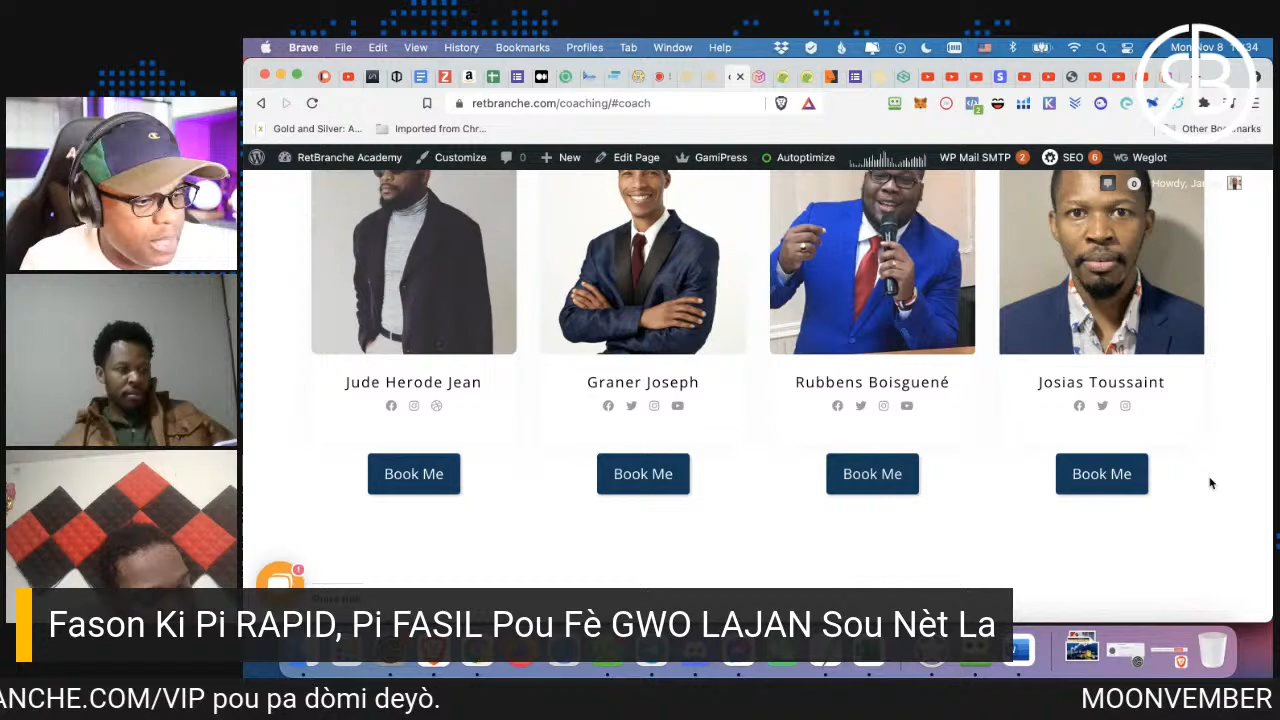 Brave File Edit View History Bookmarks Profiles Tab Window Help
retbranche.com/coaching/#coach
Gold and Silver: A... Imported from Chr... Other Bookmarks
RetBranche Academy Customize 0 New Edit Page GamiPress Autoptimize WP Mail SMTP 2 SEO 6 Weglot
0 Howdy,
Jude Herode Jean Graner Joseph Rubbens Boisguené Josias Toussaint
Book Me Book Me Book Me Book Me
Fason Ki Pi RAPID, Pi FASIL Pou Fè GWO LAJAN Sou Nèt La
ANCHE.COM/VIP pou pa dòmi deyò. MOONVEMBER